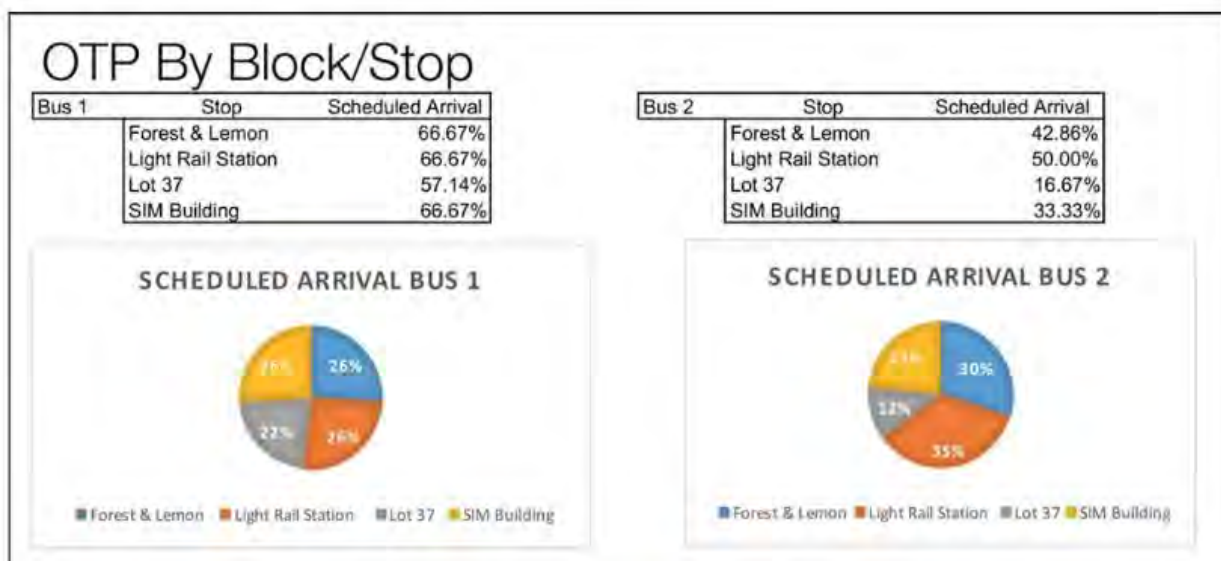 OTP By Block/Stop
Bus 1 Stop Scheduled Arrival
Forest & Lemon 66.67%
Light Rail Station 66.67%
Lot 37 57.14%
SIM Building 66.67%
Bus 2 Stop Scheduled Arrival
Forest & Lemon 42.86%
Light Rail Station 50.00%
Lot 37 16.67%
SIM Building 33.33%
SCHEDULED ARRIVAL BUS 1
26% 26%
22% 26%
Forest & Lemon Light Rail Station Lot 37 SIM Building
SCHEDULED ARRIVAL BUS 2
23% 30%
12%
35%
Forest & Lemon Light Rail Station Lot 37 SIM Building